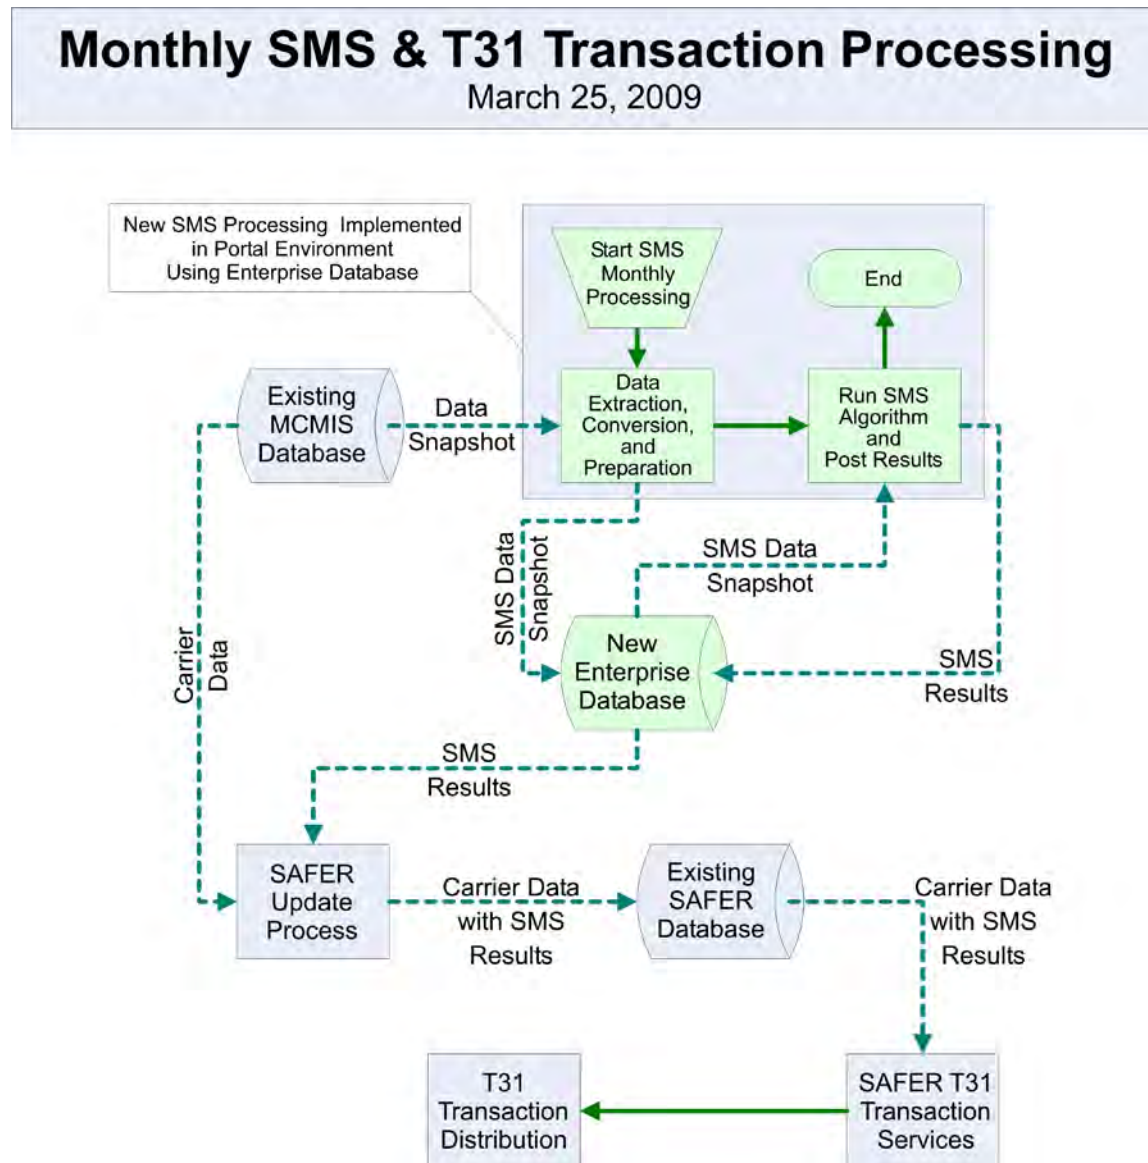 Monthly SMS & T31 Transaction Processing
March 25, 2009
New SMS Processing Implemented
in Portal Environment
Using Enterprise Database
Start SMS
Monthly
Processing
End
Existing
MCMIS
Database
Data
Snapshot
Data
Extraction,
Conversion,
and
Preparation
Run SMS
Algorithm
and
Post Results
SMS Data
Snapshot
SMS Data
Snapshot
Carrier
Data
New
Enterprise
Database
SMS
Results
SMS
Results
SAFER
Update
Process
Carrier Data
with SMS
Results
Existing
SAFER
Database
Carrier Data
with SMS
Results
T31
Transaction
Distribution
SAFER T31
Transaction
Services